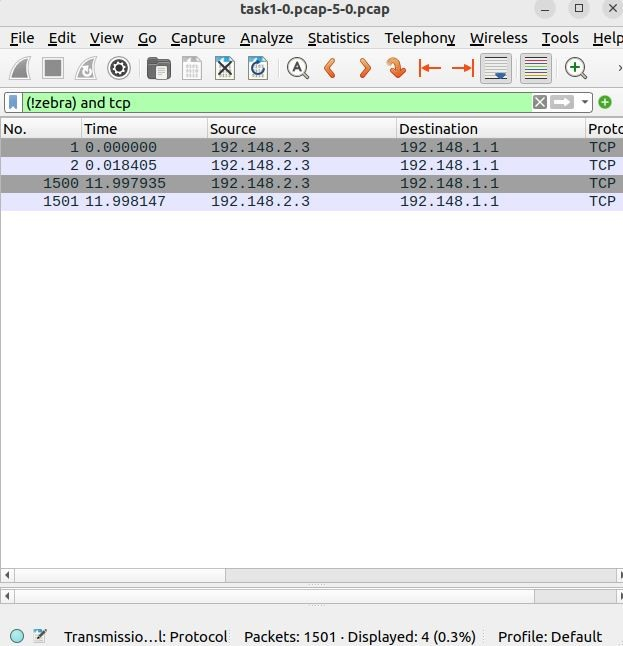 task1-0.pcap-5-0.pcap
File Edit View Go Capture Analyze Statistics Telephony Wireless Tools Help
(!zebra) and tcp
No. Time Source Destination Proto
1 0.000000 192.148.2.3 192.148.1.1 TCP
2 0.018405 192.148.2.3 192.148.1.1 TCP
1500 11.997935 192.148.2.3 192.148.1.1 TCP
1501 11.998147 192.148.2.3 192.148.1.1 TCP
Transmissio…l: Protocol Packets: 1501 · Displayed: 4 (0.3%) Profile: Default